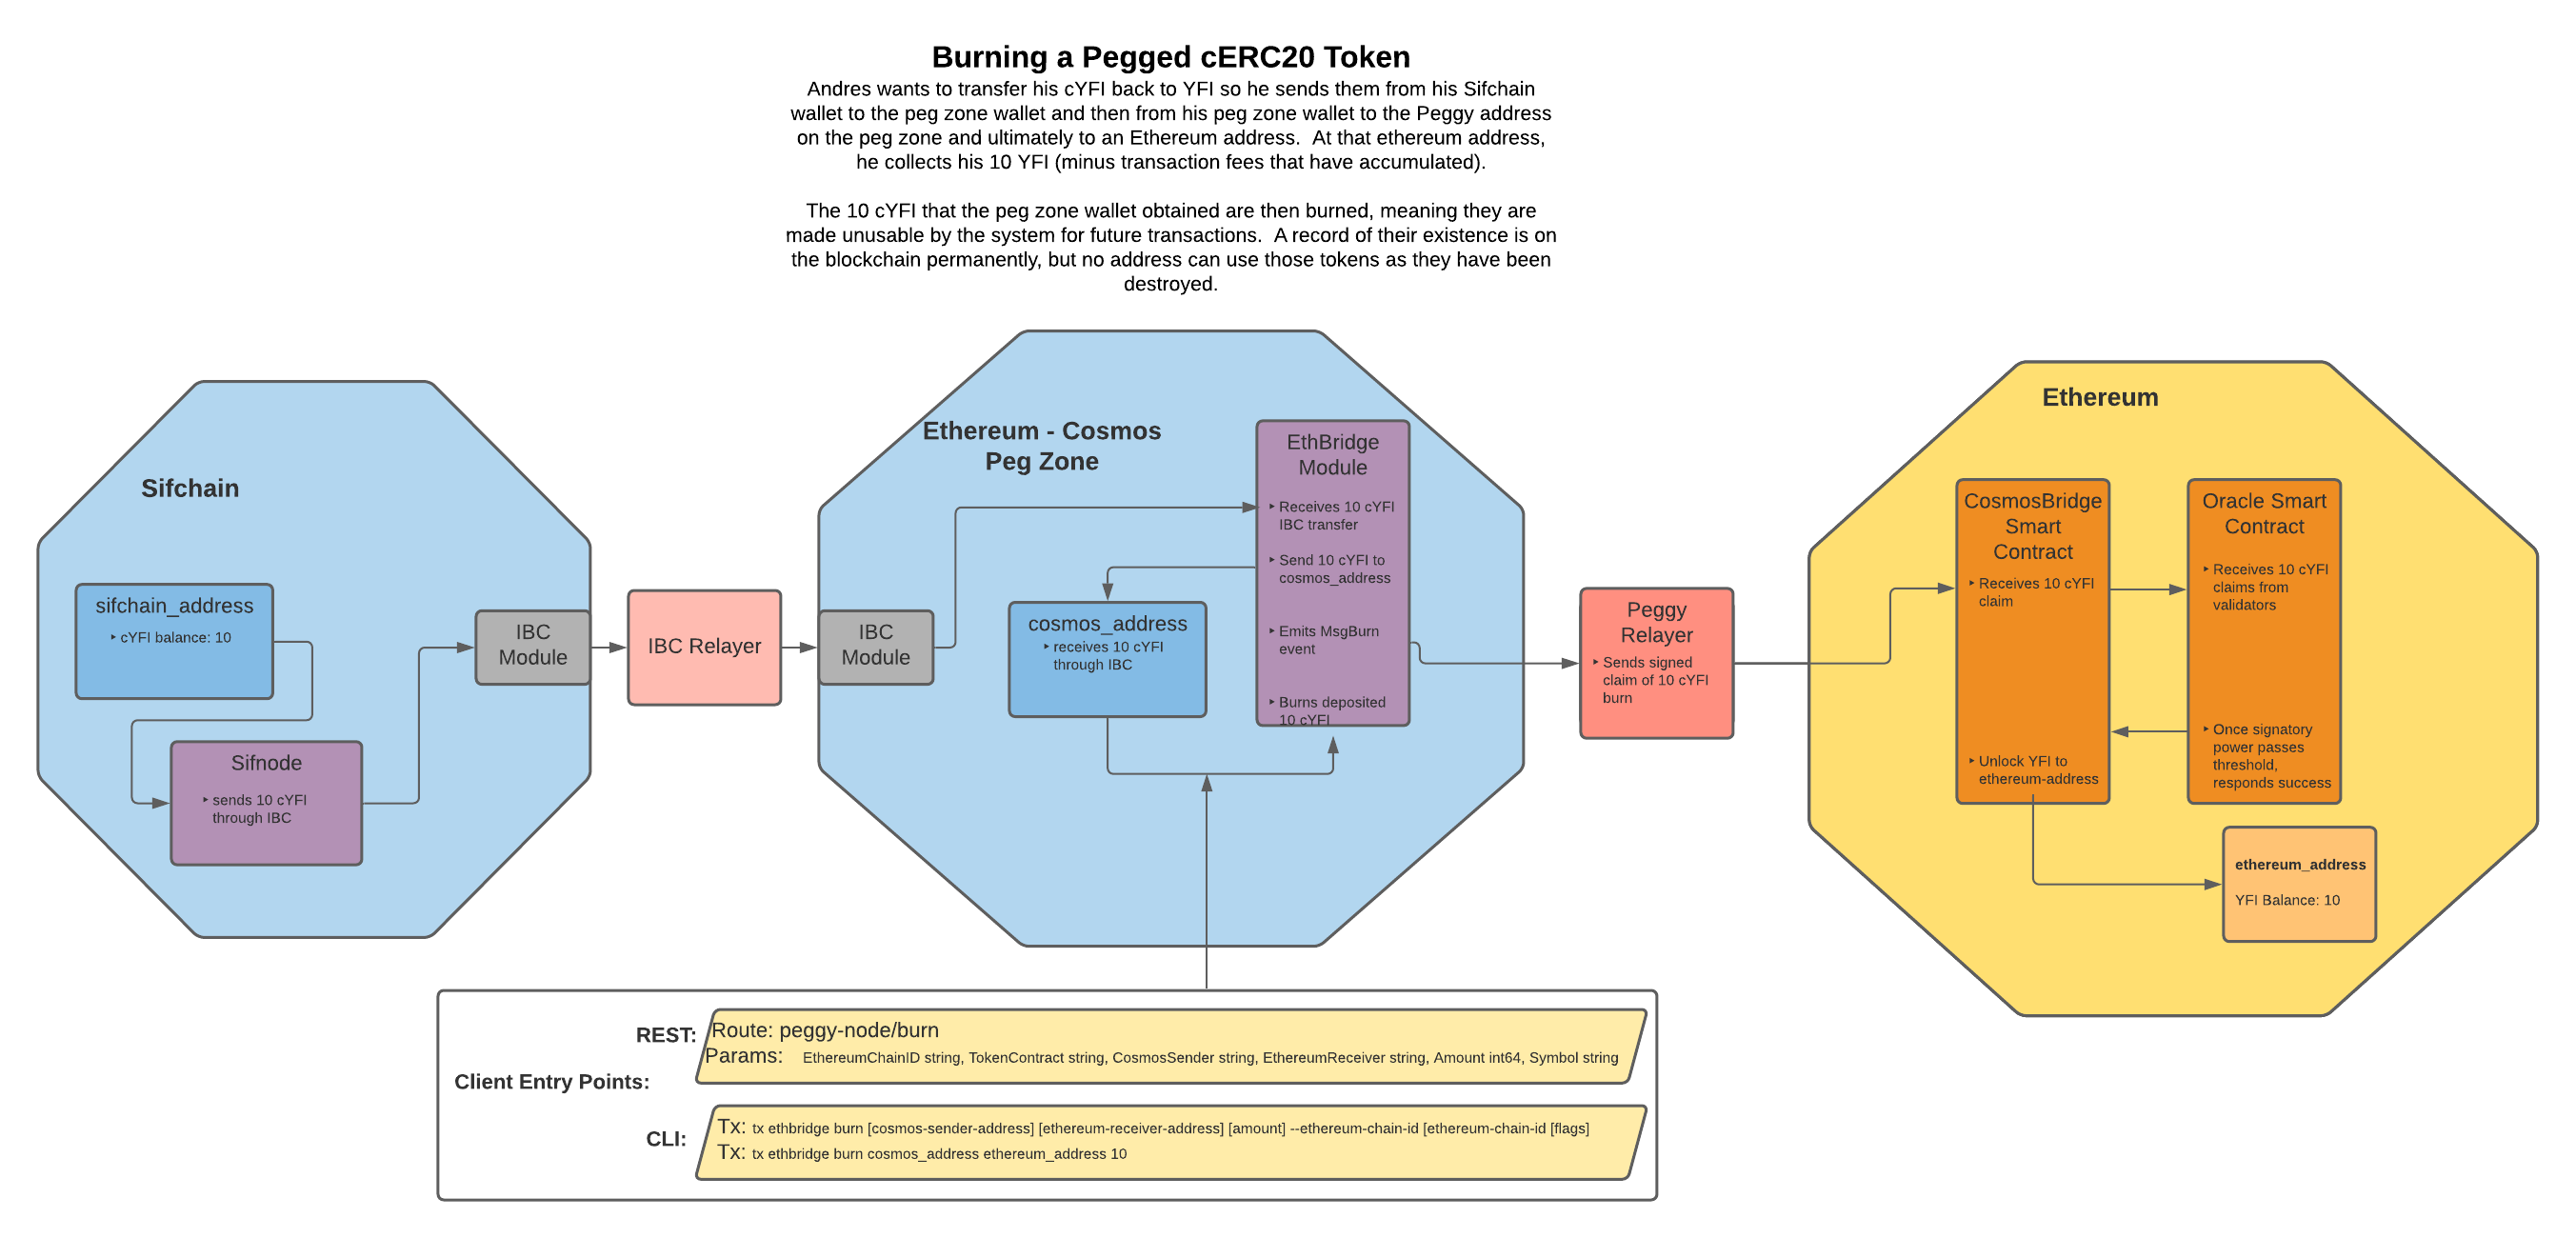 Burning a Pegged cERC20 Token
Andres wants to transfer his cYFI back to YFI so he sends them from his Sifchain
wallet to the peg zone wallet and then from his peg zone wallet to the Peggy address
on the peg zone and ultimately to an Ethereum address.  At that ethereum address,
he collects his 10 YFI (minus transaction fees that have accumulated).
The 10 cYFI that the peg zone wallet obtained are then burned, meaning they are
made unusable by the system for future transactions.  A record of their existence is on
the blockchain permanently, but no address can use those tokens as they have been
destroyed.
Sifchain
sifchain_address
‣ cYFI balance: 10
Sifnode
‣ sends 10 cYFI
through IBC
IBC
Module
IBC Relayer
Ethereum - Cosmos
Peg Zone
IBC
Module
cosmos_address
‣ receives 10 cYFI
through IBC
EthBridge
Module
‣ Receives 10 cYFI
IBC transfer
‣ Send 10 cYFI to
cosmos_address
‣ Emits MsgBurn
event
‣ Burns deposited
10 cYFI
Peggy
Relayer
‣ Sends signed
claim of 10 cYFI
burn
Ethereum
CosmosBridge
Smart
Contract
‣ Receives 10 cYFI
claim
‣ Unlock YFI to
ethereum-address
Oracle Smart
Contract
‣ Receives 10 cYFI
claims from
validators
‣ Once signatory
power passes
threshold,
responds success
ethereum_address
YFI Balance: 10
Client Entry Points:
REST:
Route: peggy-node/burn
Params: EthereumChainID string, TokenContract string, CosmosSender string, EthereumReceiver string, Amount int64, Symbol string
CLI:
Tx: tx ethbridge burn [cosmos-sender-address] [ethereum-receiver-address] [amount] --ethereum-chain-id [ethereum-chain-id [flags]
Tx: tx ethbridge burn cosmos_address ethereum_address 10